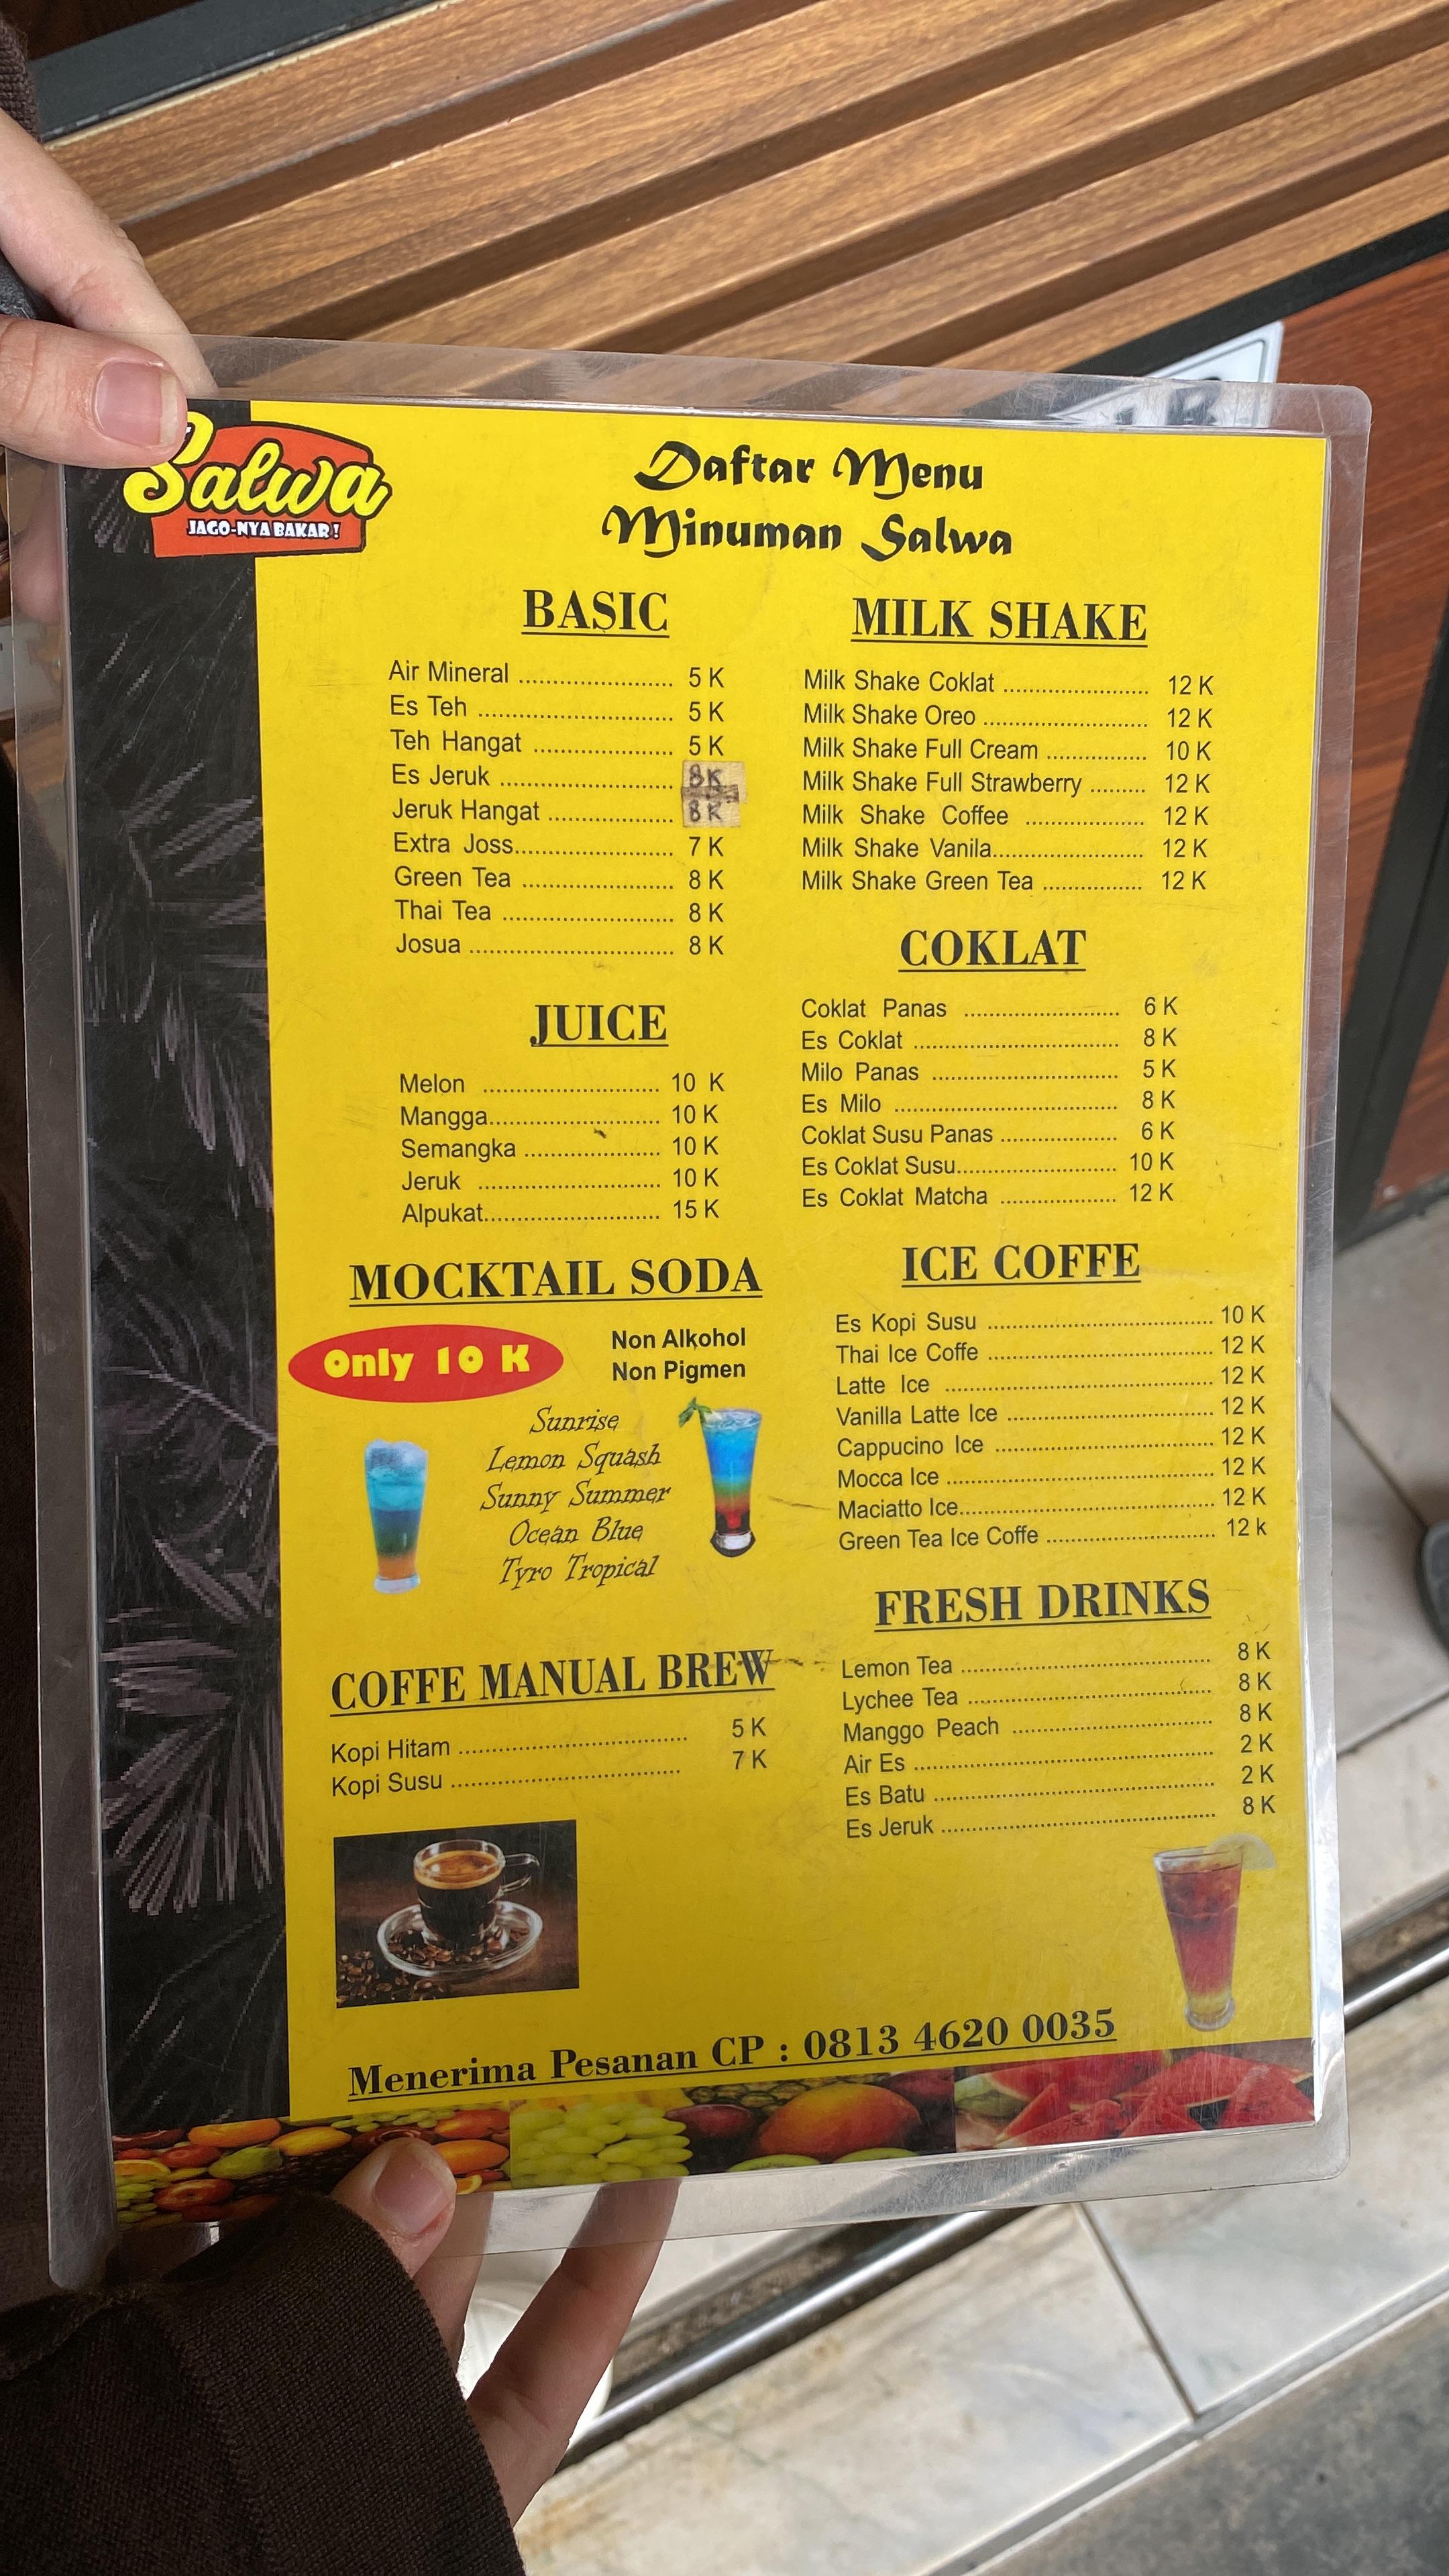 Salwa
JAGO-NYA BAKAR !
Daftar Menu
Minuman Salwa
BASIC
Air Mineral ........................ 5 K
Es Teh ............................... 5 K
Teh Hangat ...................... 5 K
Es Jeruk ........................... 8K
Jeruk Hangat .................... 8K
Extra Joss......................... 7 K
Green Tea ........................ 8 K
Thai Tea ........................... 8 K
Josua ................................ 8 K
JUICE
Melon ........................... 10 K
Mangga.......................... 10 K
Semangka ..................... 10 K
Jeruk ............................ 10 K
Alpukat........................... 15 K
MOCKTAIL SODA
Only 10 K
Non Alkohol
Non Pigmen
Sunrise
Lemon Squash
Sunny Summer
Ocean Blue
Tyro Tropical
COFFE MANUAL BREW
Kopi Hitam ................................... 5 K
Kopi Susu ................................... 7 K
MILK SHAKE
Milk Shake Coklat ...................... 12 K
Milk Shake Oreo ......................... 12 K
Milk Shake Full Cream ............... 10 K
Milk Shake Full Strawberry ......... 12 K
Milk Shake Coffee .................. 12 K
Milk Shake Vanila....................... 12 K
Milk Shake Green Tea ............... 12 K
COKLAT
Coklat Panas ........................ 6 K
Es Coklat ............................... 8 K
Milo Panas ............................ 5 K
Es Milo .................................. 8 K
Coklat Susu Panas .................. 6 K
Es Coklat Susu........................ 10 K
Es Coklat Matcha .................. 12 K
ICE COFFE
Es Kopi Susu .................................. 10 K
Thai Ice Coffe .................................. 12 K
Latte Ice ........................................ 12 K
Vanilla Latte Ice ............................... 12 K
Cappucino Ice ................................. 12 K
Mocca Ice ........................................ 12 K
Maciatto Ice...................................... 12 K
Green Tea Ice Coffe ......................... 12 k
FRESH DRINKS
Lemon Tea ...................................... 8 K
Lychee Tea ..................................... 8 K
Manggo Peach .............................. 8 K
Air Es .............................................. 2 K
Es Batu ........................................... 2 K
Es Jeruk .......................................... 8 K
Menerima Pesanan CP : 0813 4620 0035